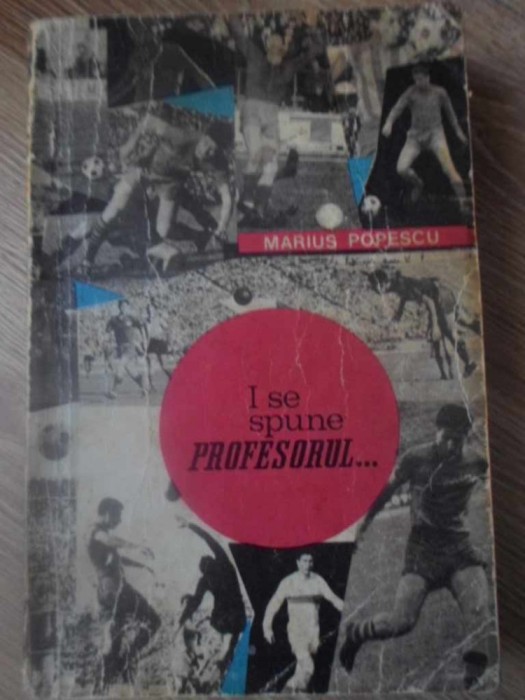 MARIUS POPESCU
I se
spune
PROFESORUL...